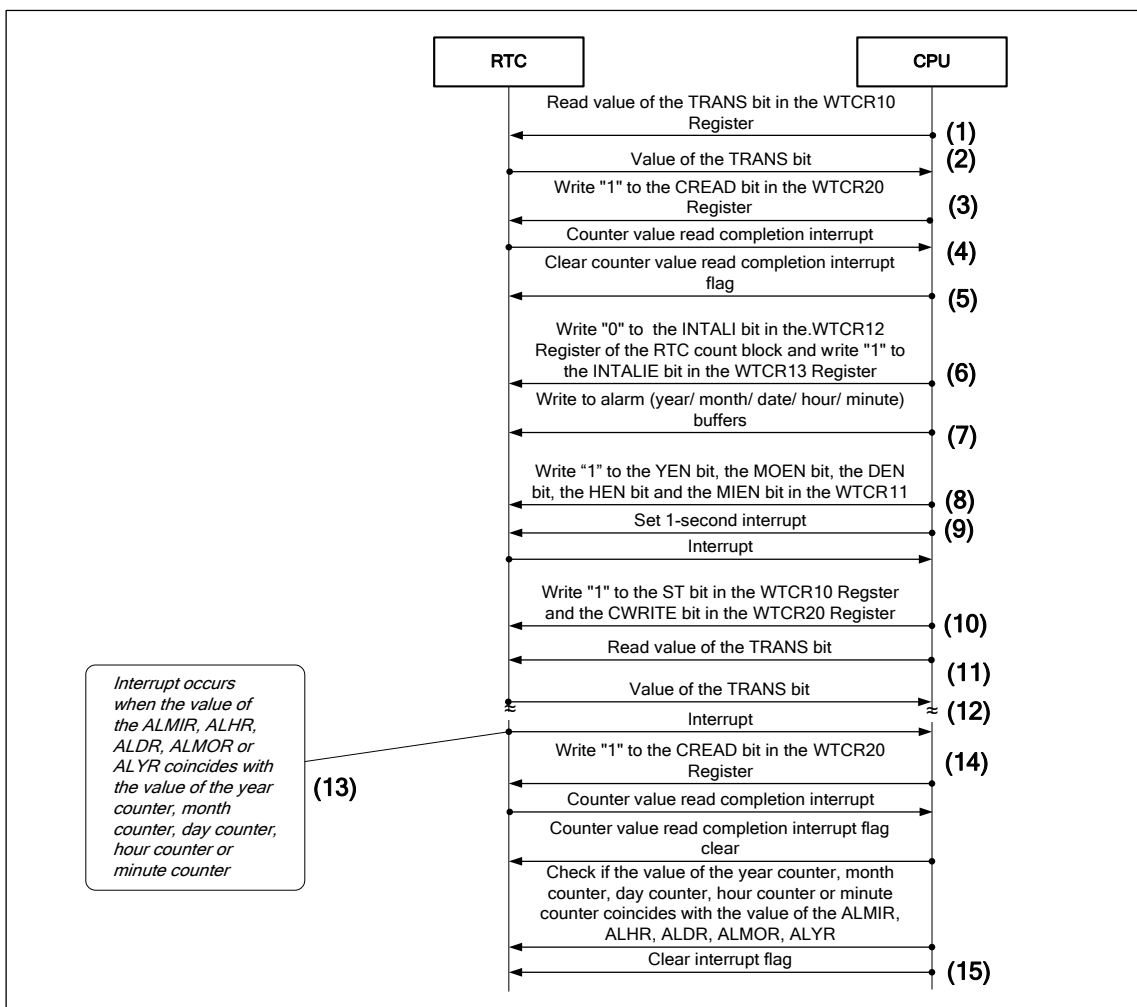 RTC
CPU
Read value of the TRANS bit in the WTCR10
Register
(1)
Value of the TRANS bit
(2)
Write "1" to the CREAD bit in the WTCR20
Register
(3)
Counter value read completion interrupt
(4)
Clear counter value read completion interrupt
flag
(5)
Write "0" to the INTALI bit in the.WTCR12
Register of the RTC count block and write "1" to
the INTALIE bit in the WTCR13 Register
(6)
Write to alarm (year/ month/ date/ hour/ minute)
buffers
(7)
Write “1” to the YEN bit, the MOEN bit, the DEN
bit, the HEN bit and the MIEN bit in the WTCR11
(8)
Set 1-second interrupt
(9)
Interrupt
Write "1" to the ST bit in the WTCR10 Regster
and the CWRITE bit in the WTCR20 Register
(10)
Read value of the TRANS bit
(11)
Value of the TRANS bit
(12)
Interrupt
Interrupt occurs
when the value of
the ALMIR, ALHR,
ALDR, ALMOR or
ALYR coincides with
the value of the year
counter, month
counter, day counter,
hour counter or
minute counter
(13)
Write "1" to the CREAD bit in the WTCR20
Register
(14)
Counter value read completion interrupt
Counter value read completion interrupt flag
clear
Check if the value of the year counter, month
counter, day counter, hour counter or minute
counter coincides with the value of the ALMIR,
ALHR, ALDR, ALMOR, ALYR
Clear interrupt flag
(15)